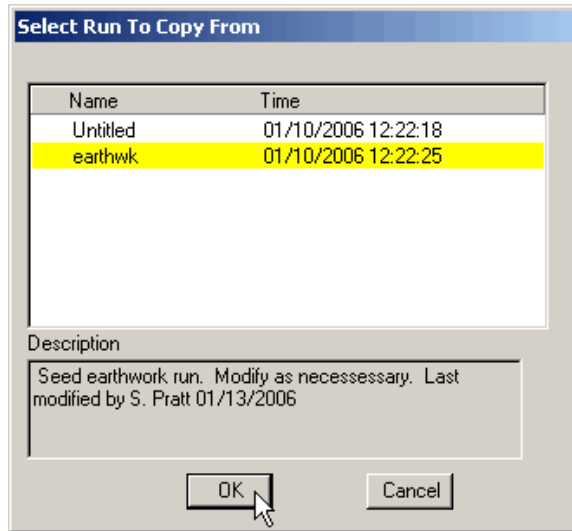 Select Run To Copy From
Name Time
Untitled 01/10/2006 12:22:18
earthwk 01/10/2006 12:22:25
Description
Seed earthwork run. Modify as necessessary. Last
modified by S. Pratt 01/13/2006
OK Cancel